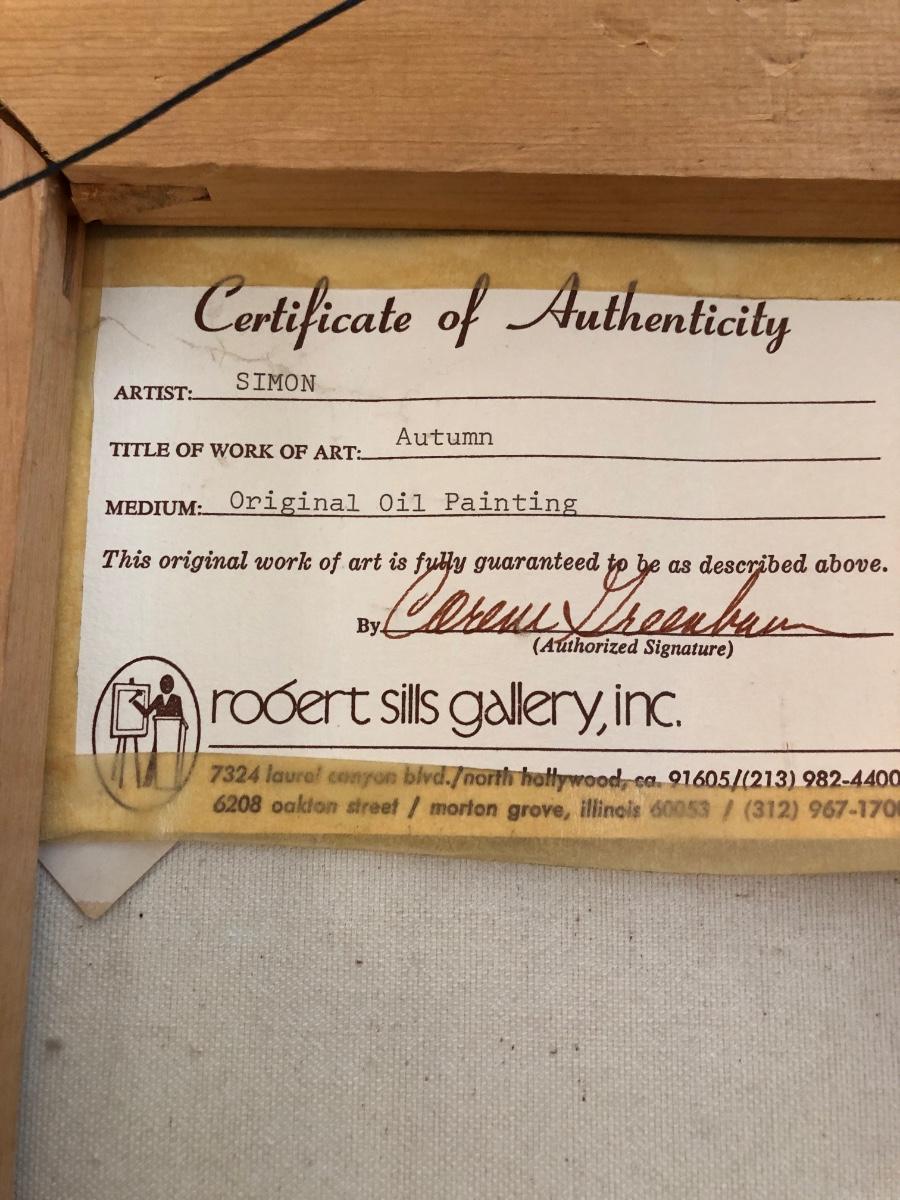 Certificate of Authenticity
ARTIST: SIMON
TITLE OF WORK OF ART: Autumn
MEDIUM: Original Oil Painting
This original work of art is fully guaranteed to be as described above.
By Greenbaum
(Authorized Signature)
robert sills gallery, inc.
7324 laurel canyon blvd./north hollywood, ca. 91605/(213) 982-4400
6208 oakton street / morton grove, illinois 60053 / (312) 967-170